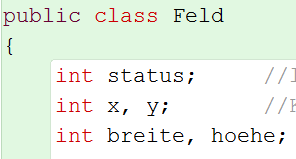 public class Feld
{
int status; //
int x, y; //
int breite, hoehe;